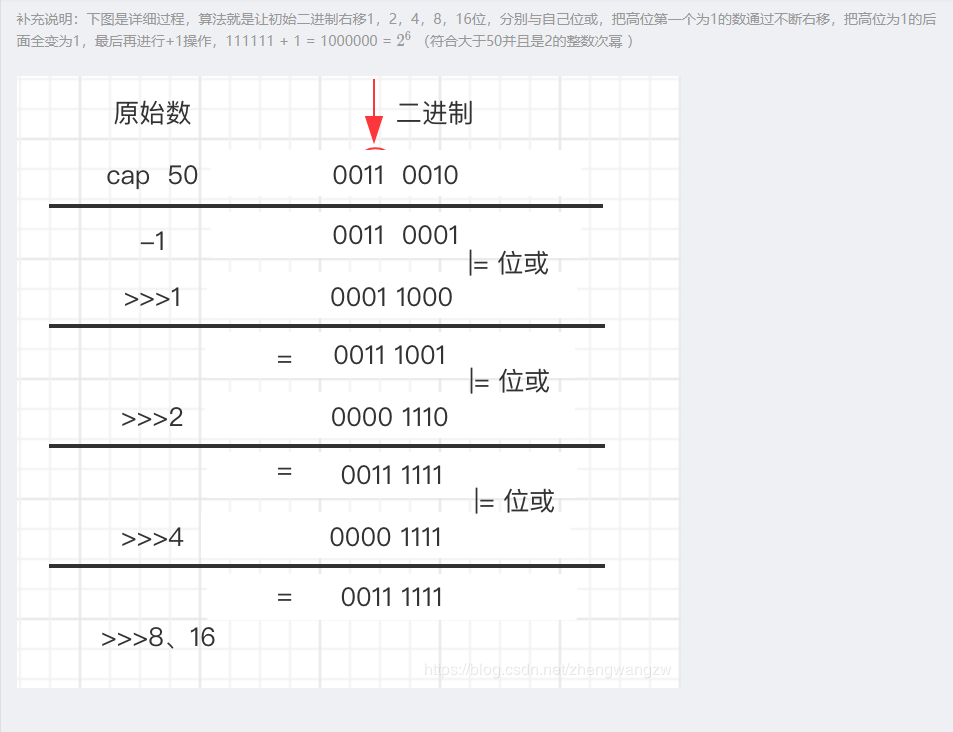 补充说明：下图是详细过程，算法就是让初始二进制右移1，2，4，8，16位，分别与自己位或，把高位第一个为1的数通过不断右移，把高位为1的后
面全变为1，最后再进行+1操作，111111 + 1 = 1000000 = 2⁶ （符合大于50并且是2的整数次幂 ）
原始数 二进制
cap 50 0011 0010
–1 0011 0001
|= 位或
>>>1 0001 1000
= 0011 1001
|= 位或
>>>2 0000 1110
= 0011 1111
|= 位或
>>>4 0000 1111
= 0011 1111
>>>8、16
https://blog.csdn.net/zhengwangzw